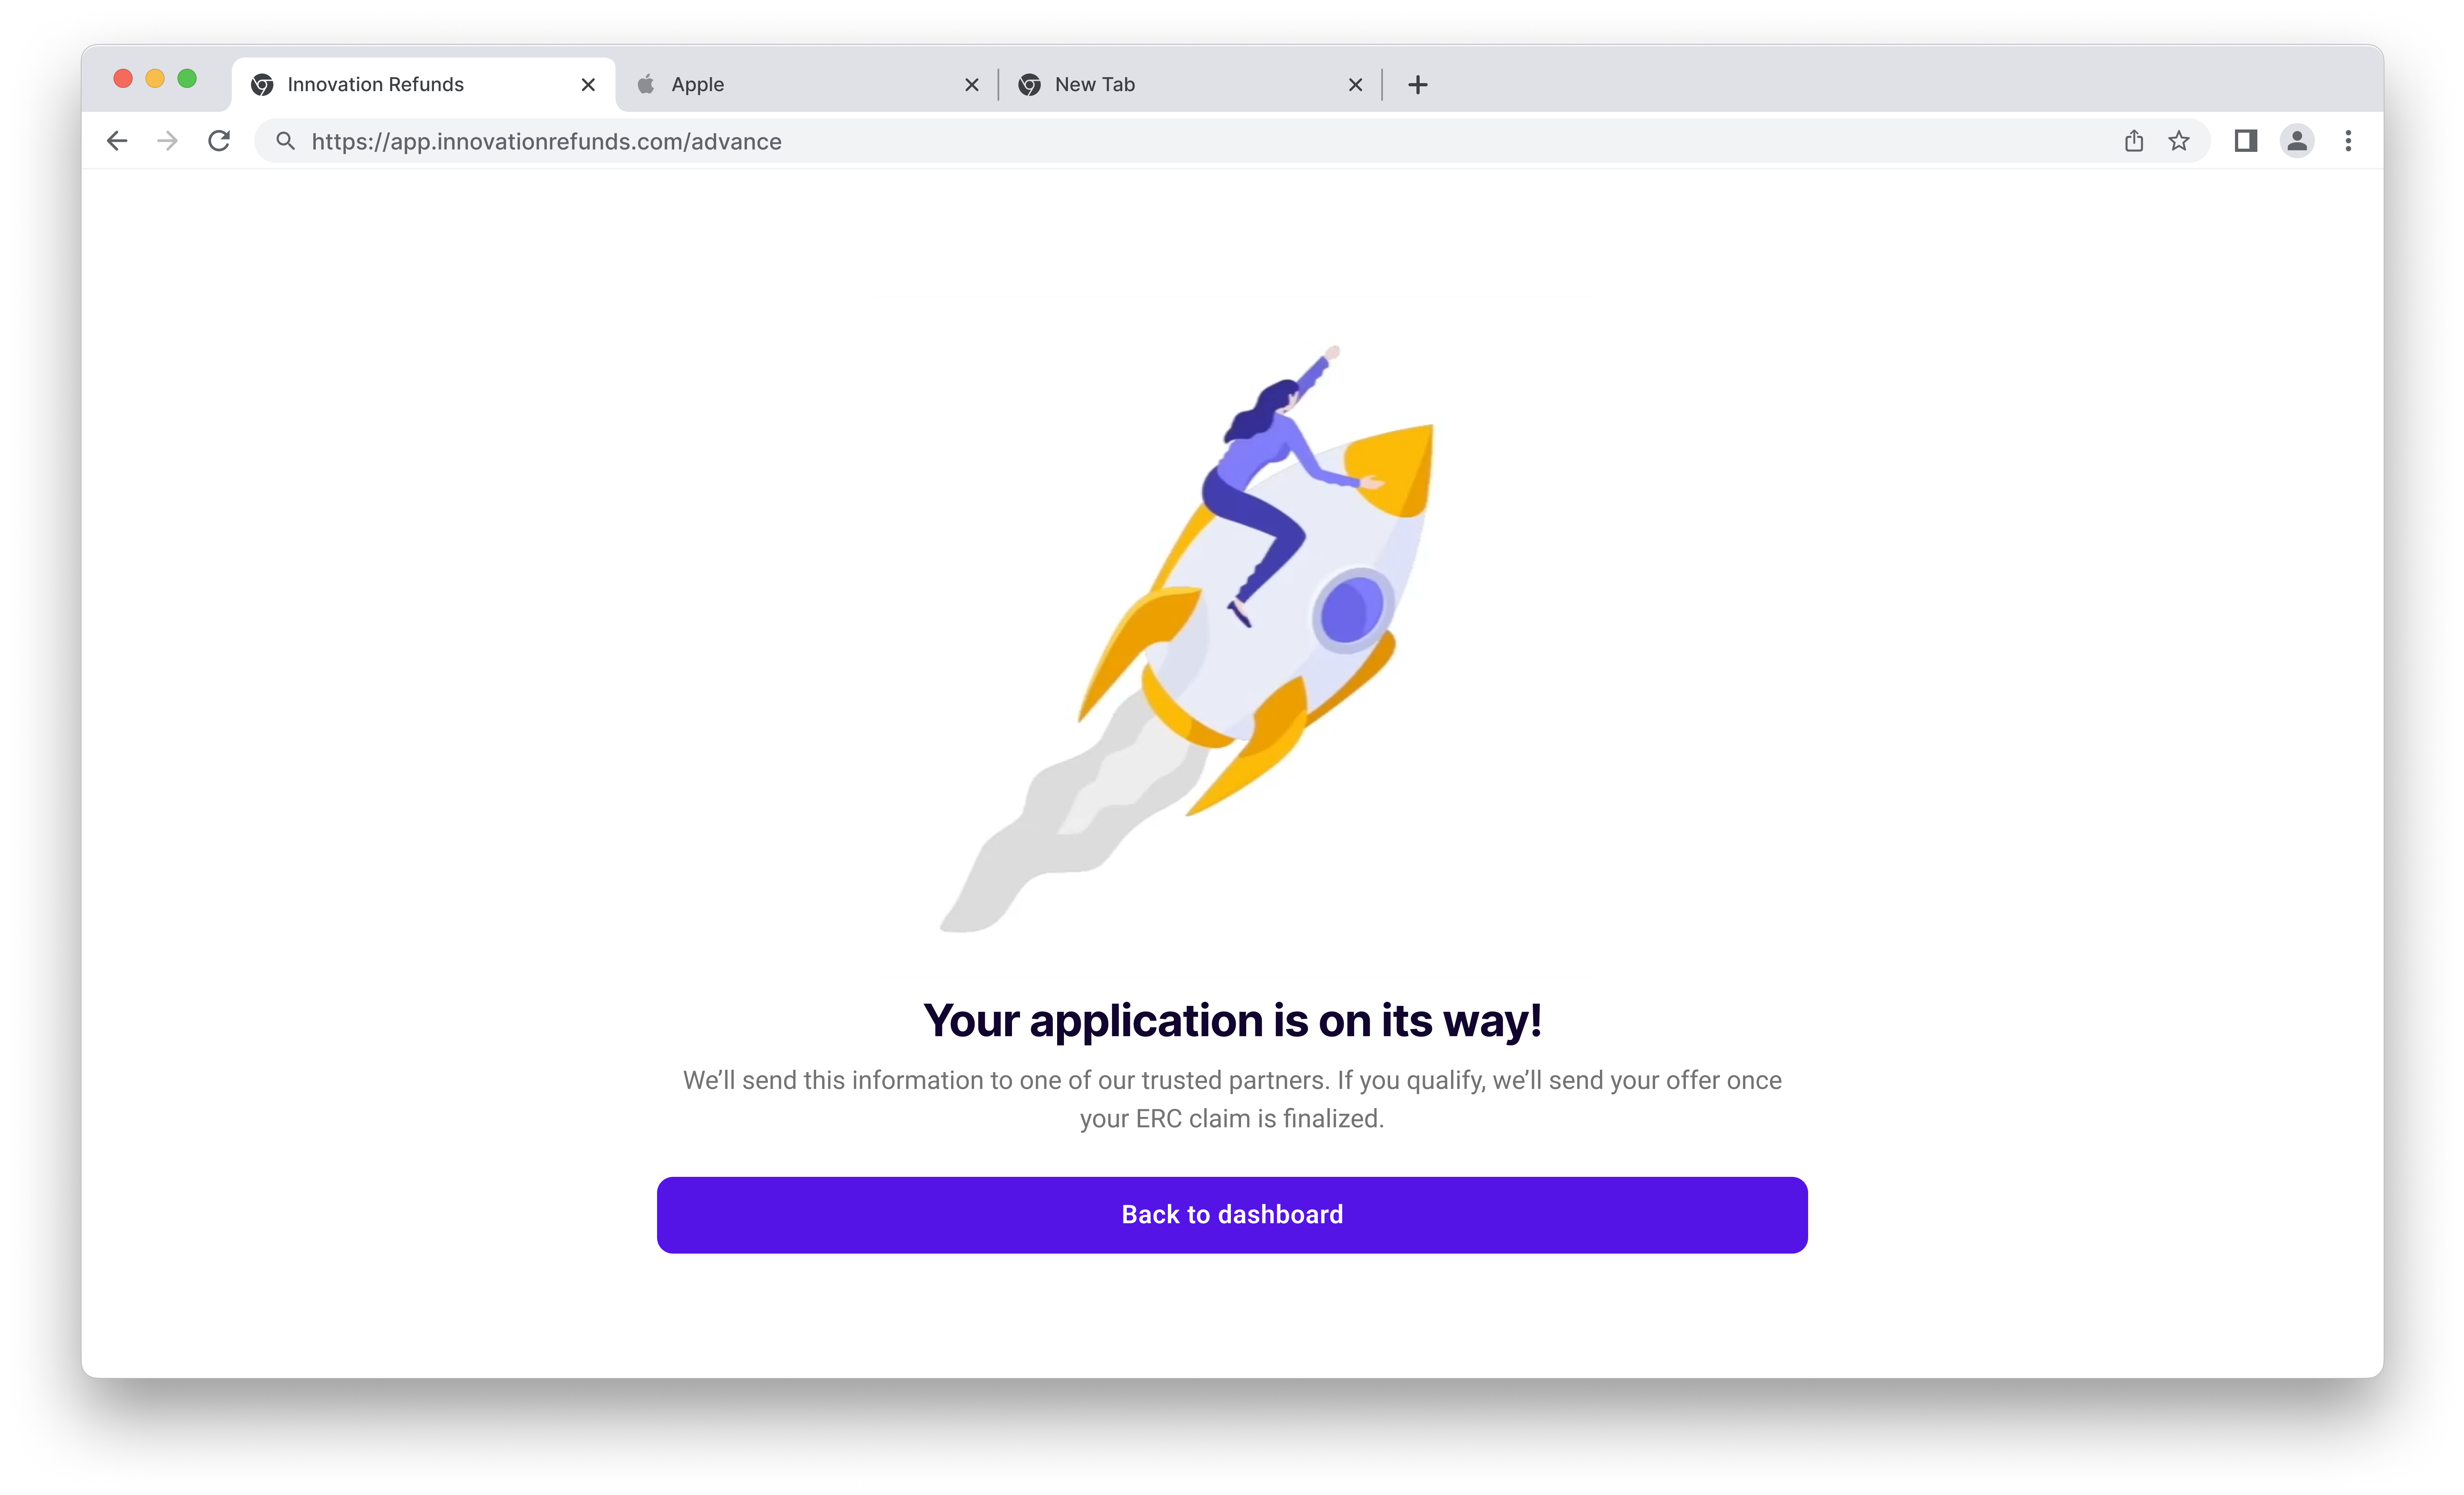 Innovation Refunds
Apple
New Tab
https://app.innovationrefunds.com/advance
Your application is on its way!
We’ll send this information to one of our trusted partners. If you qualify, we’ll send your offer once
your ERC claim is finalized.
Back to dashboard